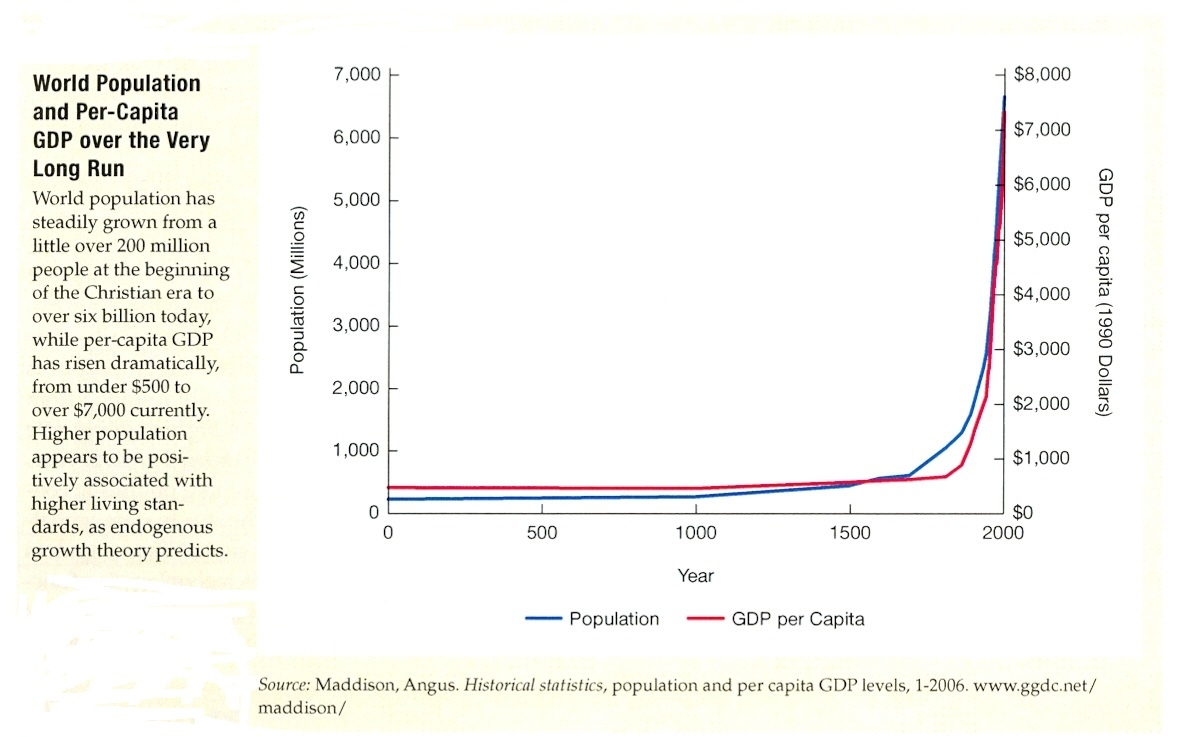 World Population
and Per-Capita
GDP over the Very
Long Run
World population has
steadily grown from a
little over 200 million
people at the beginning
of the Christian era to
over six billion today,
while per-capita GDP
has risen dramatically,
from under $500 to
over $7,000 currently.
Higher population
appears to be posi-
tively associated with
higher living stan-
dards, as endogenous
growth theory predicts.
Population (Millions)
7,000
6,000
5,000
4,000
3,000
2,000
1,000
0
$8,000
$7,000
$6,000
$5,000
$4,000
$3,000
$2,000
$1,000
$0
GDP per capita (1990 Dollars)
0 500 1000 1500 2000
Year
Population GDP per Capita
Source: Maddison, Angus. Historical statistics, population and per capita GDP levels, 1-2006. www.ggdc.net/
maddison/